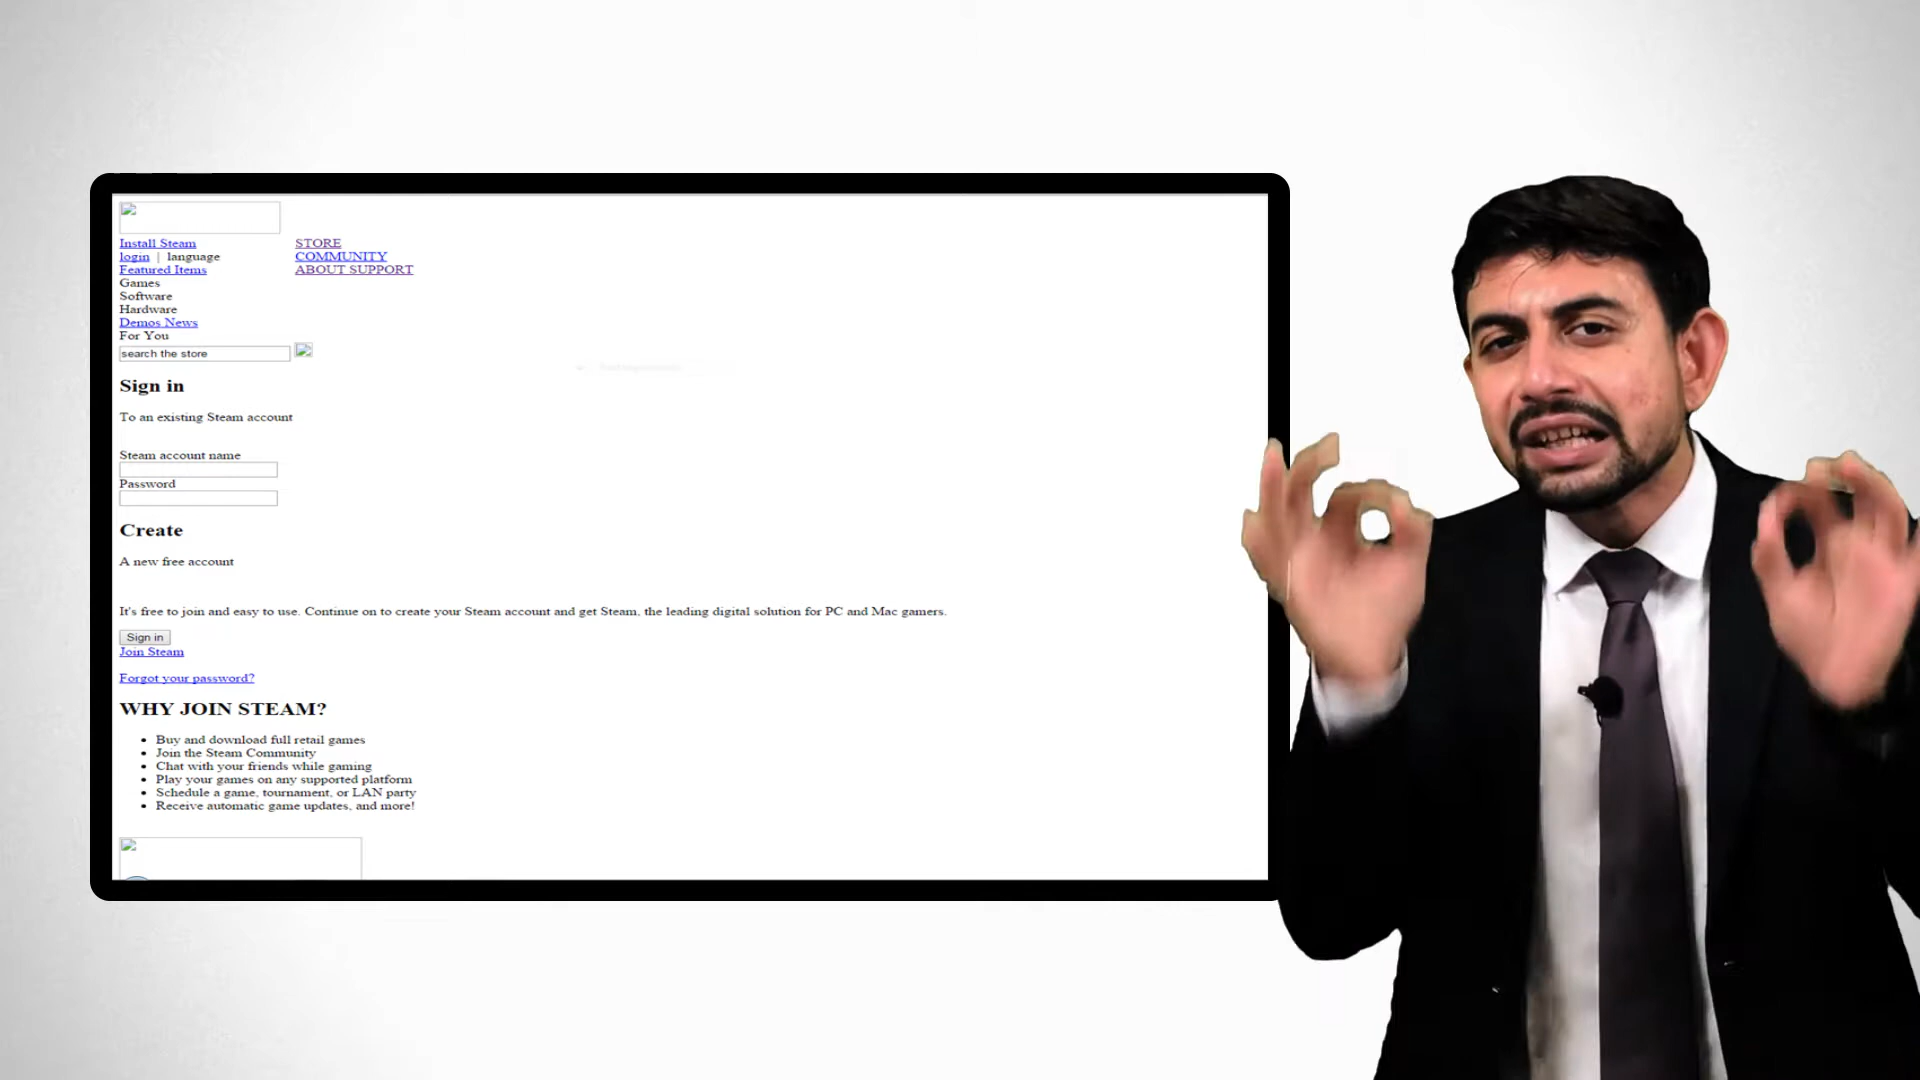 Install Steam
login | language
Featured Items
Games
Software
Hardware
Demos News
For You
STORE
COMMUNITY
ABOUT SUPPORT
search the store
Sign in
To an existing Steam account
Steam account name
Password
Create
A new free account
It's free to join and easy to use. Continue on to create your Steam account and get Steam, the leading digital solution for PC and Mac gamers.
Sign in
Join Steam
Forgot your password?
WHY JOIN STEAM?
Buy and download full retail games
Join the Steam Community
Chat with your friends while gaming
Play your games on any supported platform
Schedule a game, tournament, or LAN party
Receive automatic game updates, and more!